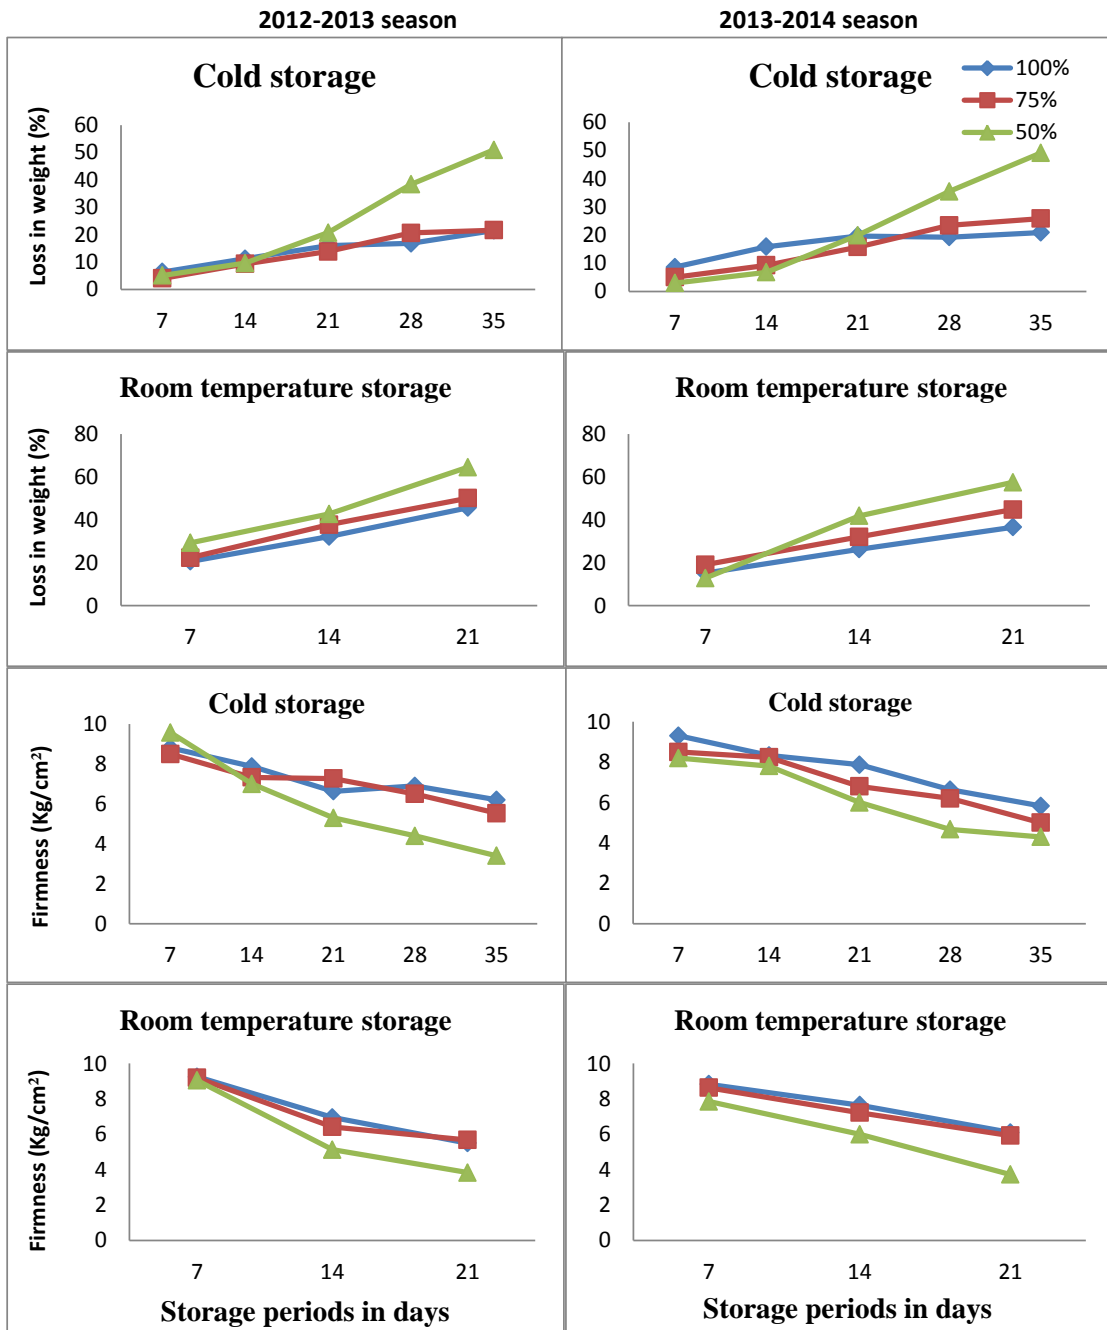 2012-2013 season
2013-2014 season
Cold storage
Loss in weight (%)
60
50
40
30
20
10
0
7 14 21 28 35
Cold storage
100%
75%
50%
60
50
40
30
20
10
0
7 14 21 28 35
Room temperature storage
Loss in weight (%)
80
60
40
20
0
7 14 21
Room temperature storage
80
60
40
20
0
7 14 21
Cold storage
Firmness (Kg/cm²)
10
8
6
4
2
0
7 14 21 28 35
Cold storage
10
8
6
4
2
0
7 14 21 28 35
Room temperature storage
Firmness (Kg/cm²)
10
8
6
4
2
0
7 14 21
Storage periods in days
Room temperature storage
10
8
6
4
2
0
7 14 21
Storage periods in days